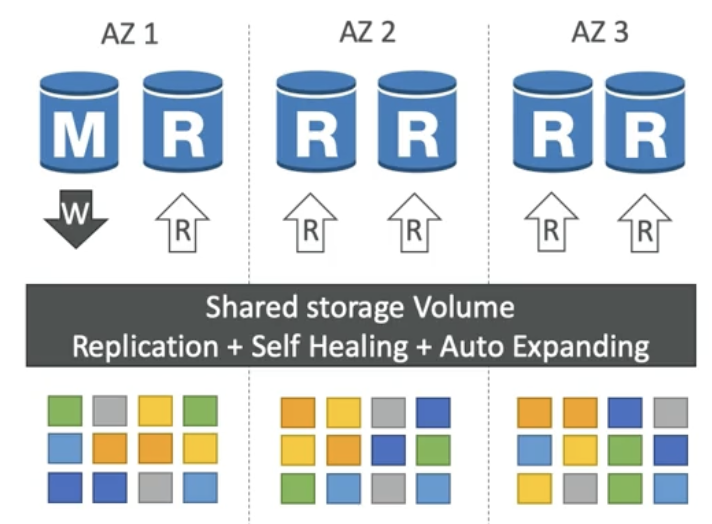 AZ 1
AZ 2
AZ 3
M
R
R
R
R
R
W
R
R
R
R
R
Shared storage Volume
Replication + Self Healing + Auto Expanding